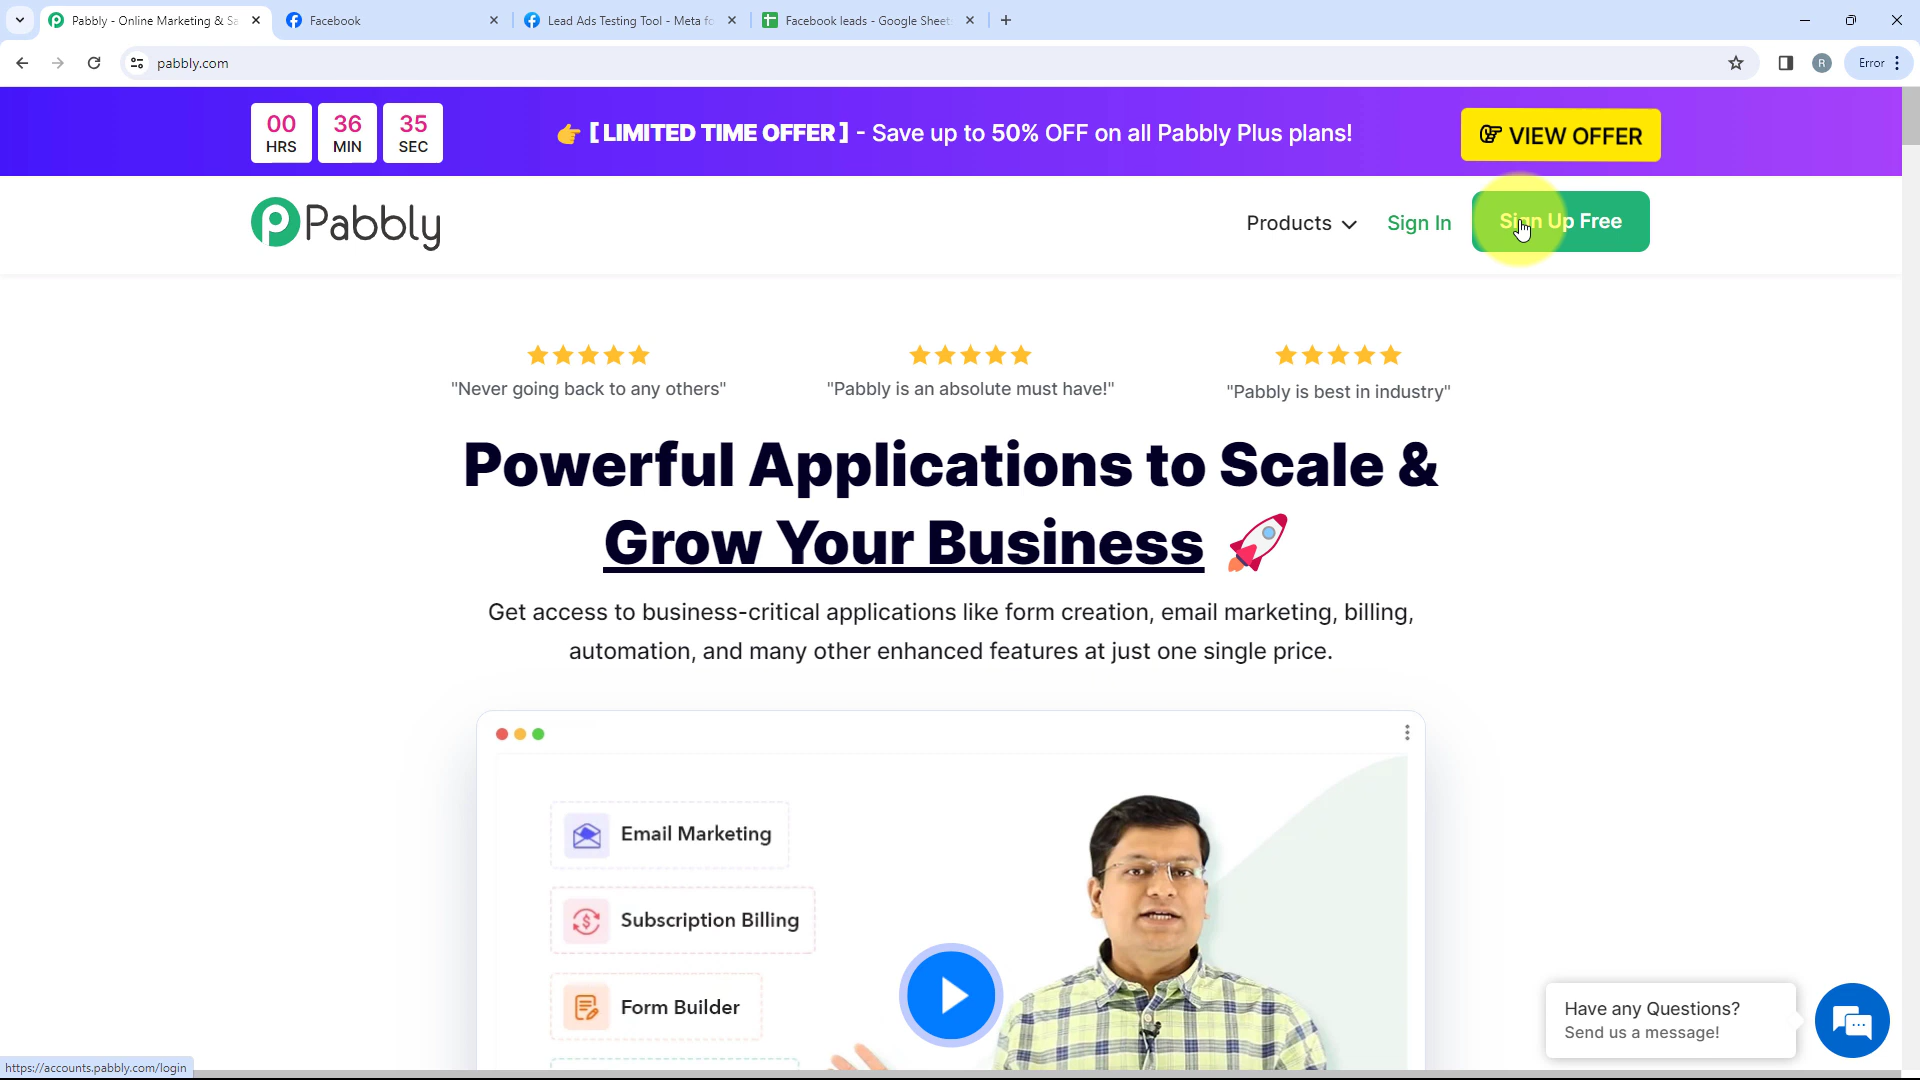 Pabbly - Online Marketing & Sa
Facebook
Lead Ads Testing Tool - Meta fo
Facebook leads - Google Sheets
pabbly.com
R
Error
00 HRS
36 MIN
35 SEC
[ LIMITED TIME OFFER ] - Save up to 50% OFF on all Pabbly Plus plans!
VIEW OFFER
Pabbly
Products
Sign In
Sign Up Free
"Never going back to any others"
"Pabbly is an absolute must have!"
"Pabbly is best in industry"
Powerful Applications to Scale &
Grow Your Business
Get access to business-critical applications like form creation, email marketing, billing,
automation, and many other enhanced features at just one single price.
Email Marketing
Subscription Billing
Form Builder
Have any Questions?
Send us a message!
https://accounts.pabbly.com/login